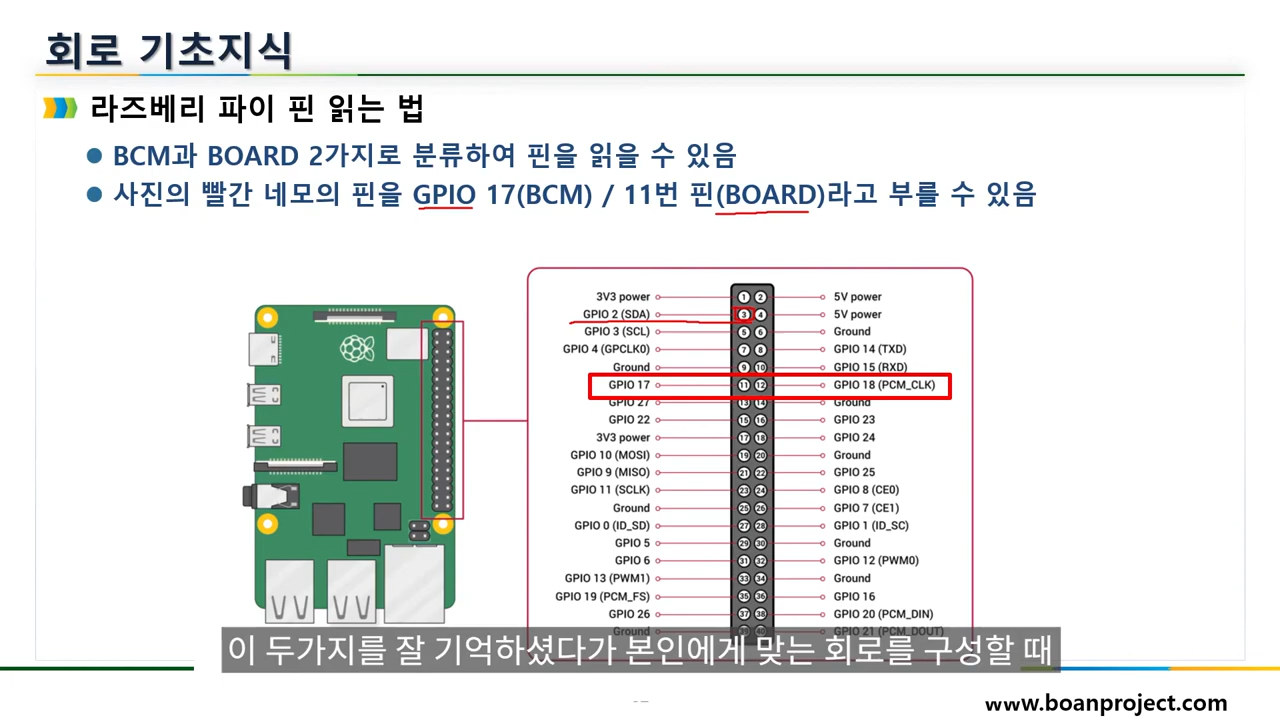 회로 기초지식
라즈베리 파이 핀 읽는 법
BCM과 BOARD 2가지로 분류하여 핀을 읽을 수 있음
사진의 빨간 네모의 핀을 GPIO 17(BCM) / 11번 핀(BOARD)라고 부를 수 있음
3V3 power 1 2 5V power
GPIO 2 (SDA) 3 4 5V power
GPIO 3 (SCL) 5 6 Ground
GPIO 4 (GPCLK0) 7 8 GPIO 14 (TXD)
Ground 9 10 GPIO 15 (RXD)
GPIO 17 11 12 GPIO 18 (PCM_CLK)
GPIO 27 13 14 Ground
GPIO 22 15 16 GPIO 23
3V3 power 17 18 GPIO 24
GPIO 10 (MOSI) 19 20 Ground
GPIO 9 (MISO) 21 22 GPIO 25
GPIO 11 (SCLK) 23 24 GPIO 8 (CE0)
Ground 25 26 GPIO 7 (CE1)
GPIO 0 (ID_SD) 27 28 GPIO 1 (ID_SC)
GPIO 5 29 30 Ground
GPIO 6 31 32 GPIO 12 (PWM0)
GPIO 13 (PWM1) 33 34 Ground
GPIO 19 (PCM_FS) 35 36 GPIO 16
GPIO 26 37 38 GPIO 20 (PCM_DIN)
Ground 39 40 GPIO 21 (PCM_DOUT)
이 두가지를 잘 기억하셨다가 본인에게 맞는 회로를 구성할 때
www.boanproject.com